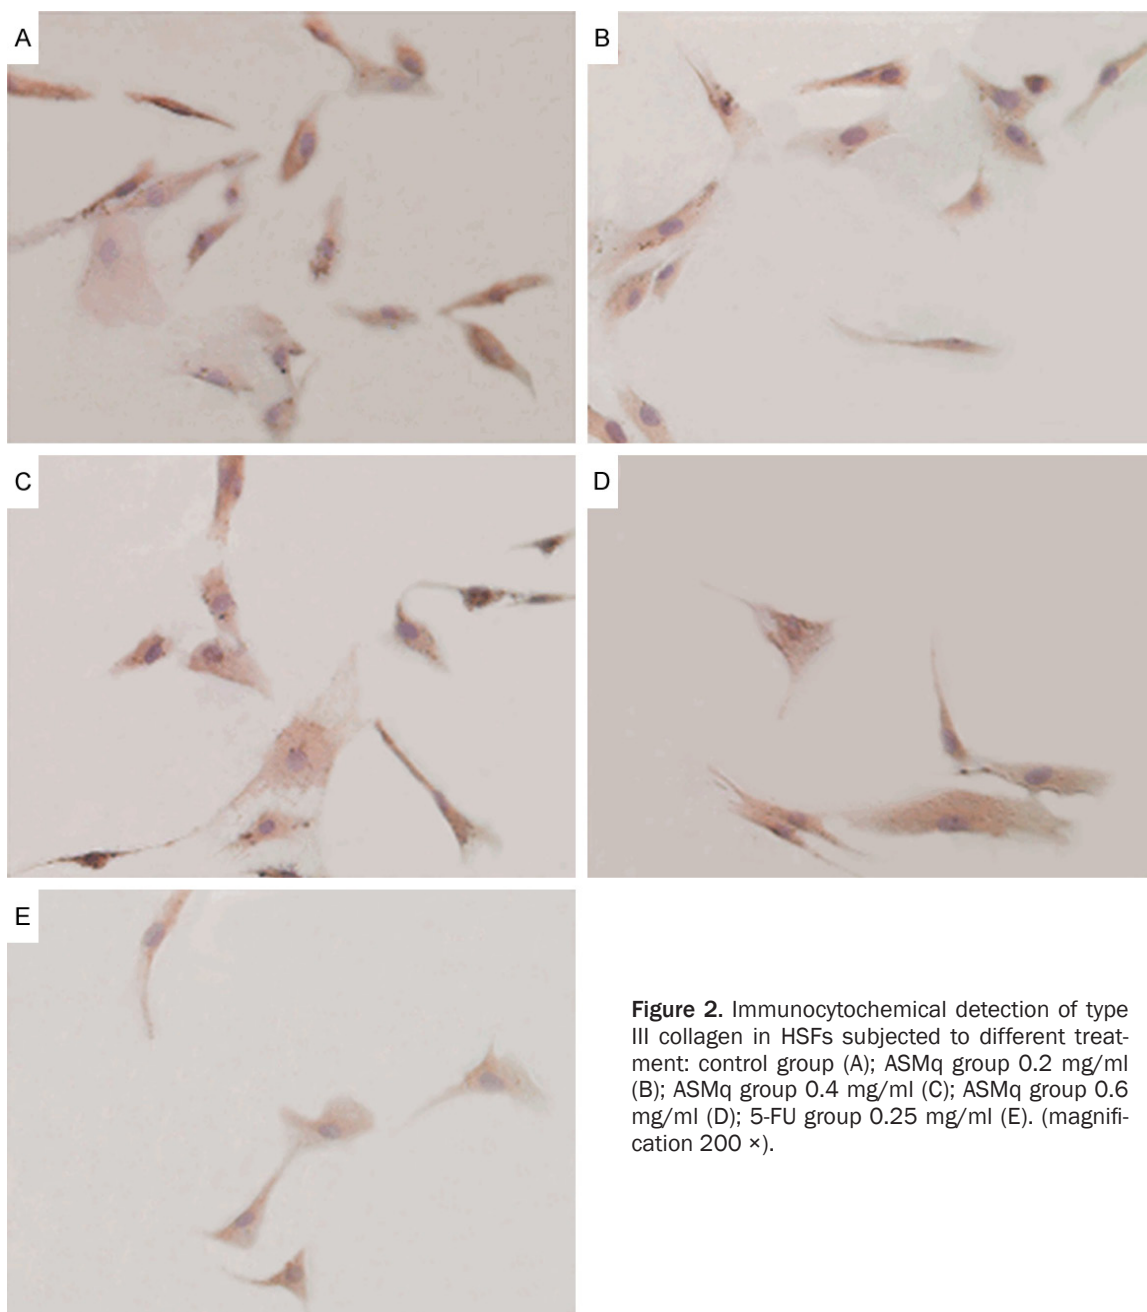 A
B
C
D
E
Figure 2. Immunocytochemical detection of type
III collagen in HSFs subjected to different treat-
ment: control group (A); ASMq group 0.2 mg/ml
(B); ASMq group 0.4 mg/ml (C); ASMq group 0.6
mg/ml (D); 5-FU group 0.25 mg/ml (E). (magnifi-
cation 200 ×).